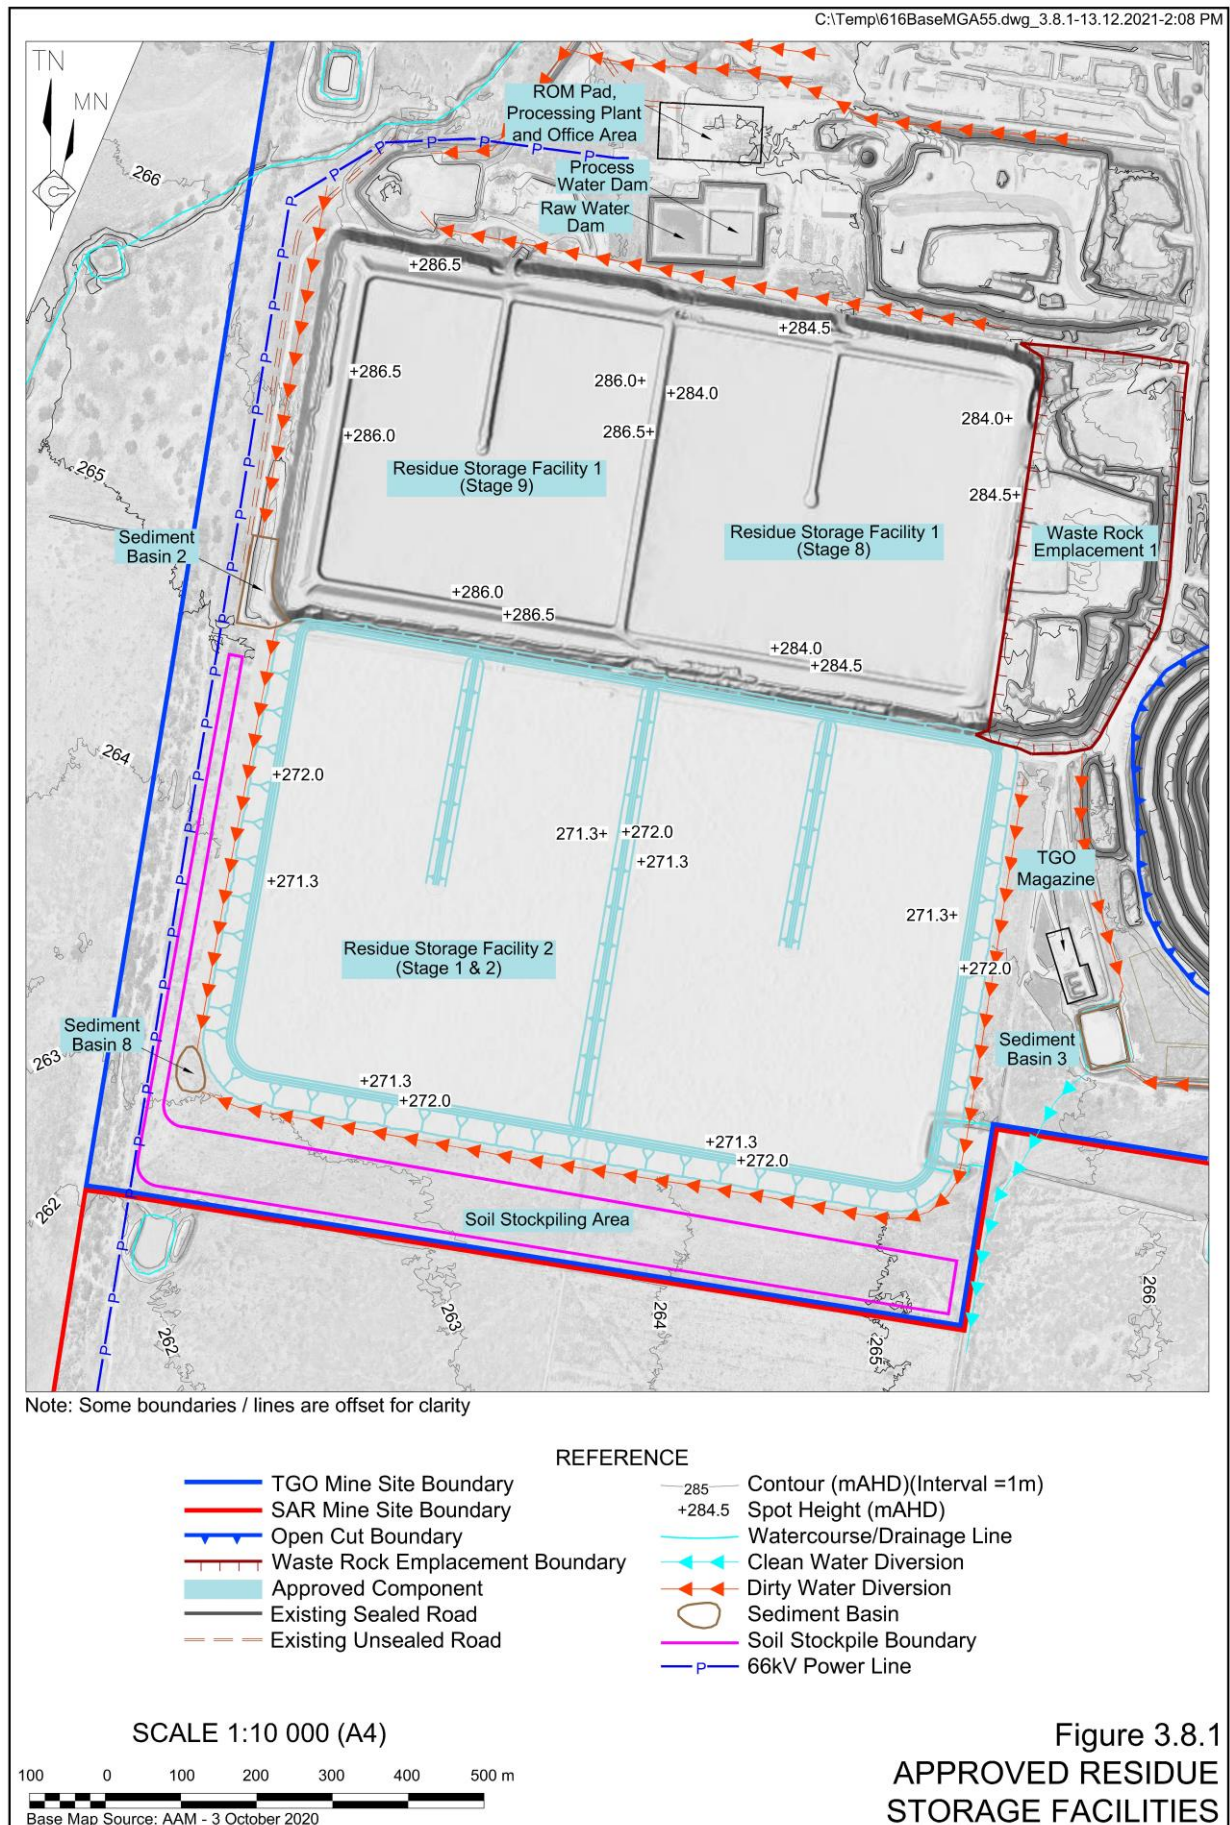 C:\Temp\616BaseMGA55.dwg_3.8.1-13.12.2021-2:08 PM
TN
MN
ROM Pad,
Processing Plant
and Office Area
Process
Water Dam
Raw Water
Dam
P
P
P
P
P
266
+286.5
+284.5
+286.5
286.0+
+284.0
+286.0
286.5+
284.0+
265
Residue Storage Facility 1
(Stage 9)
284.5+
Residue Storage Facility 1
(Stage 8)
Waste Rock
Emplacement 1
Sediment
Basin 2
+286.0
+286.5
+284.0
+284.5
264
+272.0
271.3+
+272.0
+271.3
+271.3
TGO
Magazine
271.3+
Residue Storage Facility 2
(Stage 1 & 2)
+272.0
Sediment
Basin 8
263
Sediment
Basin 3
+271.3
+272.0
+271.3
+272.0
262
Soil Stockpiling Area
262
263
264
265
266
Note: Some boundaries / lines are offset for clarity
REFERENCE
TGO Mine Site Boundary
SAR Mine Site Boundary
Open Cut Boundary
Waste Rock Emplacement Boundary
Approved Component
Existing Sealed Road
Existing Unsealed Road
285 Contour (mAHD)(Interval =1m)
+284.5 Spot Height (mAHD)
Watercourse/Drainage Line
Clean Water Diversion
Dirty Water Diversion
Sediment Basin
Soil Stockpile Boundary
P 66kV Power Line
SCALE 1:10 000 (A4)
100 0 100 200 300 400 500 m
Base Map Source: AAM - 3 October 2020
Figure 3.8.1
APPROVED RESIDUE
STORAGE FACILITIES